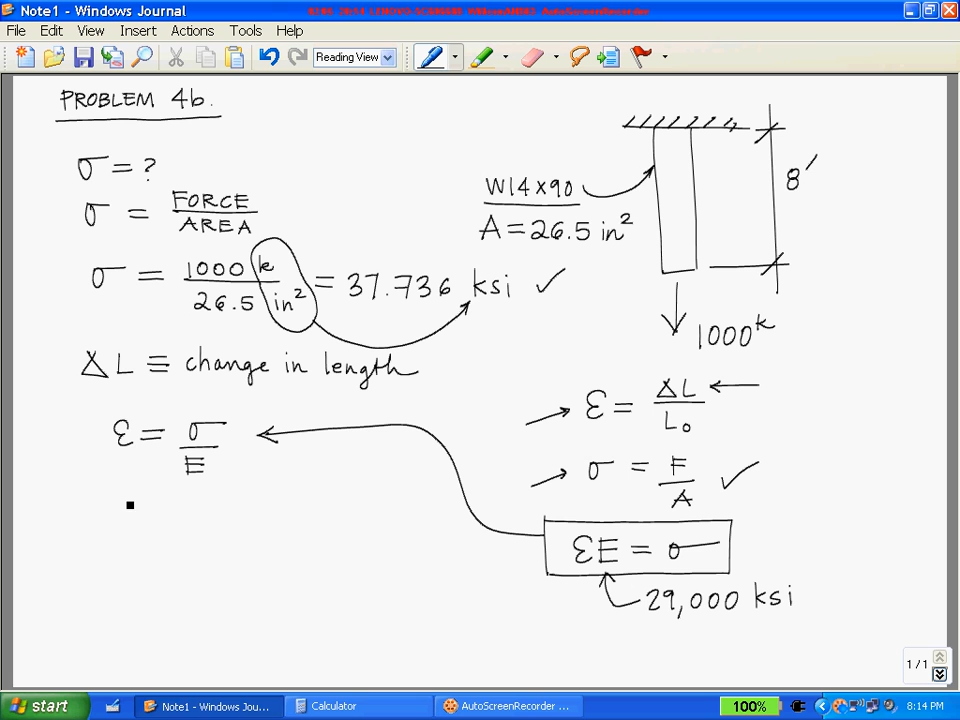 Note1 - Windows Journal
File Edit View Insert Actions Tools Help
Reading View
PROBLEM 4b.
σ = ?
σ = FORCE
AREA
σ = 1000 k
26.5 in²
= 37.736 ksi ✓
ΔL ≡ change in length
ε = σ
E
W14x90
A = 26.5 in²
8'
1000ᵏ
ε = ΔL
L₀
σ = F
A
✓
εE = σ
29,000 ksi
1 / 1
start
Note1 - Windows Jou...
Calculator
AutoScreenRecorder ...
100%
8:14 PM